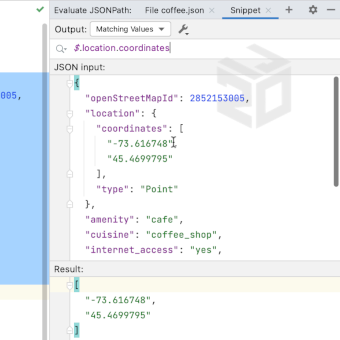 Evaluate JSONPath: File coffee.json Snippet
Output: Matching Values
$.location.coordinates
JSON input:
005, {
"openStreetMapId": 2852153005,
"location": {
"coordinates": [
"-73.616748",
"45.4699795"
],
"type": "Point"
},
"amenity": "cafe",
"cuisine": "coffee_shop",
"internet_access": "yes",
Result:
[
"-73.616748",
"45.4699795"
]